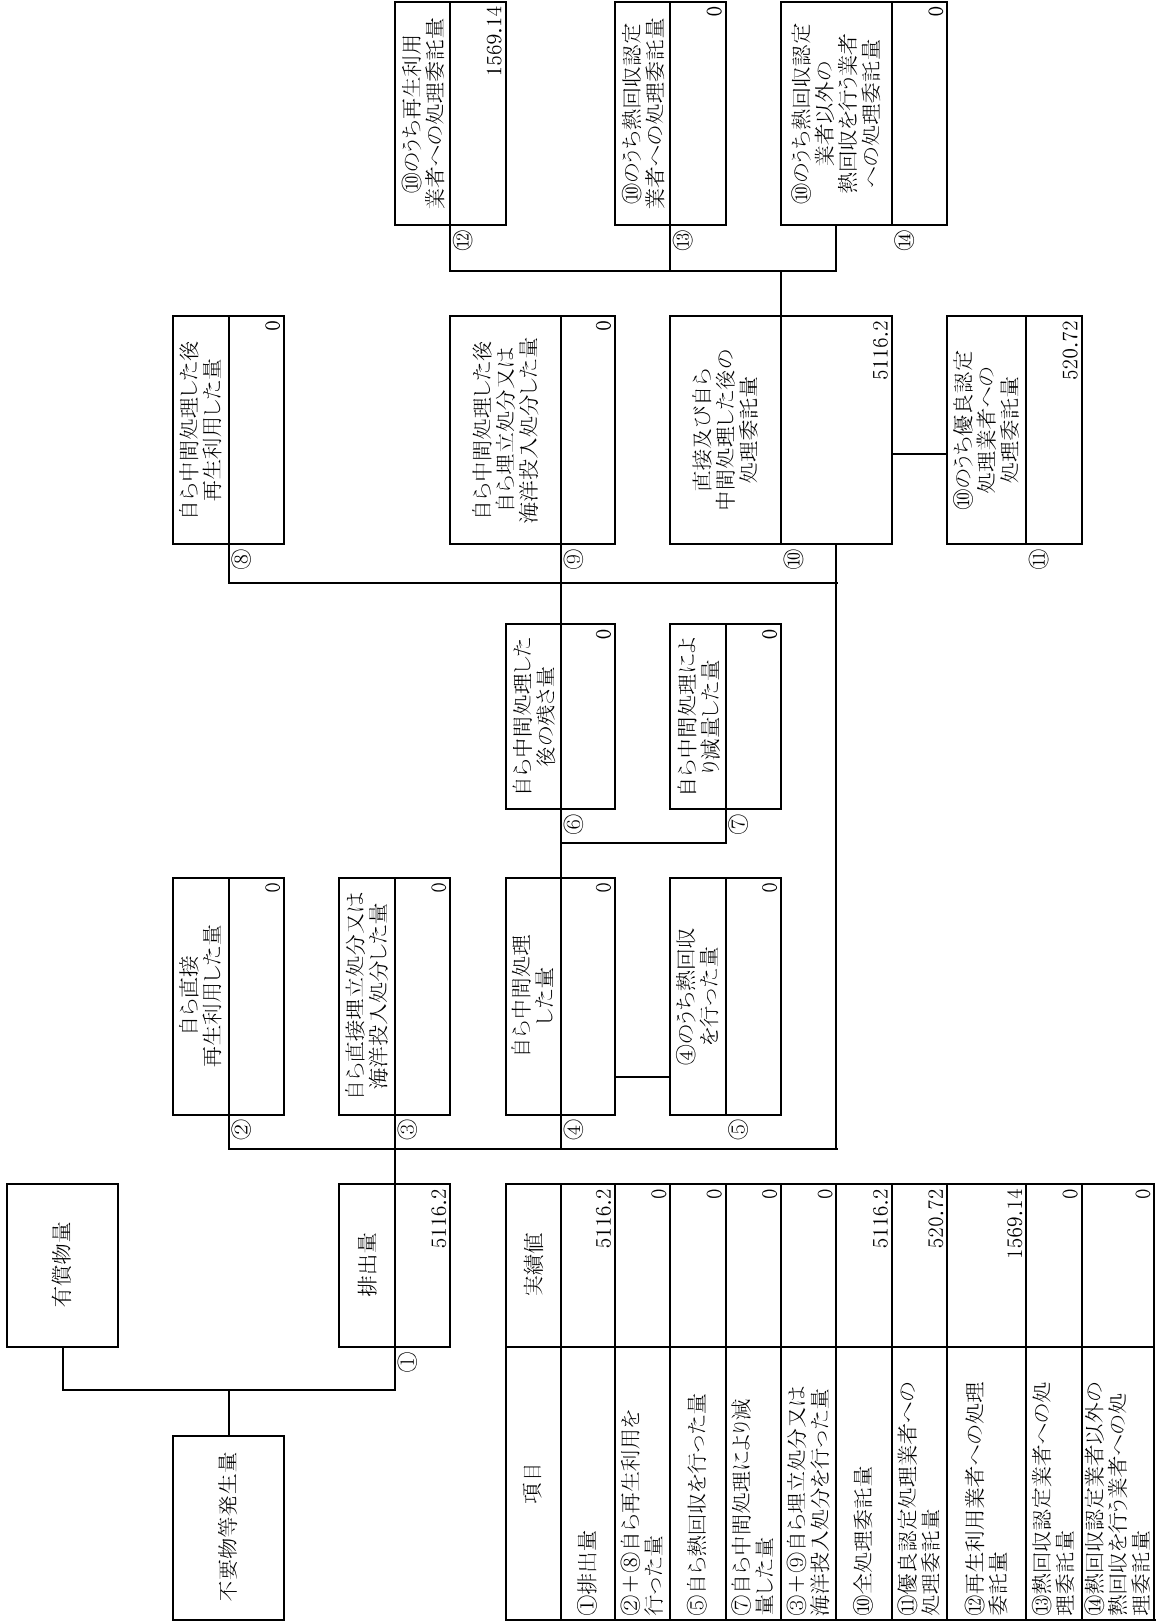 不要物等発生量
有償物量
①
排出量
5116.2
②
自ら直接
再生利用した量
0
③
自ら直接埋立処分又は
海洋投入処分した量
0
④
自ら中間処理
した量
0
⑤
④のうち熱回収
を行った量
0
⑥
自ら中間処理した
後の残さ量
0
⑦
自ら中間処理によ
り減量した量
0
⑧
自ら中間処理した後
再生利用した量
0
⑨
自ら中間処理した後
自ら埋立処分又は
海洋投入処分した量
0
⑩
直接及び自ら
中間処理した後の
処理委託量
5116.2
⑪
⑩のうち優良認定
処理業者への
処理委託量
520.72
⑫
⑩のうち再生利用
業者への処理委託量
1569.14
⑬
⑩のうち熱回収認定
業者への処理委託量
0
⑭
⑩のうち熱回収認定
業者以外の
熱回収を行う業者
への処理委託量
0
項目
実績値
①排出量
5116.2
②+⑧自ら再生利用を
行った量
0
⑤自ら熱回収を行った量
0
⑦自ら中間処理により減
量した量
0
③+⑨自ら埋立処分又は
海洋投入処分を行った量
0
⑩全処理委託量
5116.2
⑪優良認定処理業者への
処理委託量
520.72
⑫再生利用業者への処理
委託量
1569.14
⑬熱回収認定業者への処
理委託量
0
⑭熱回収認定業者以外の
熱回収を行う業者への処
理委託量
0